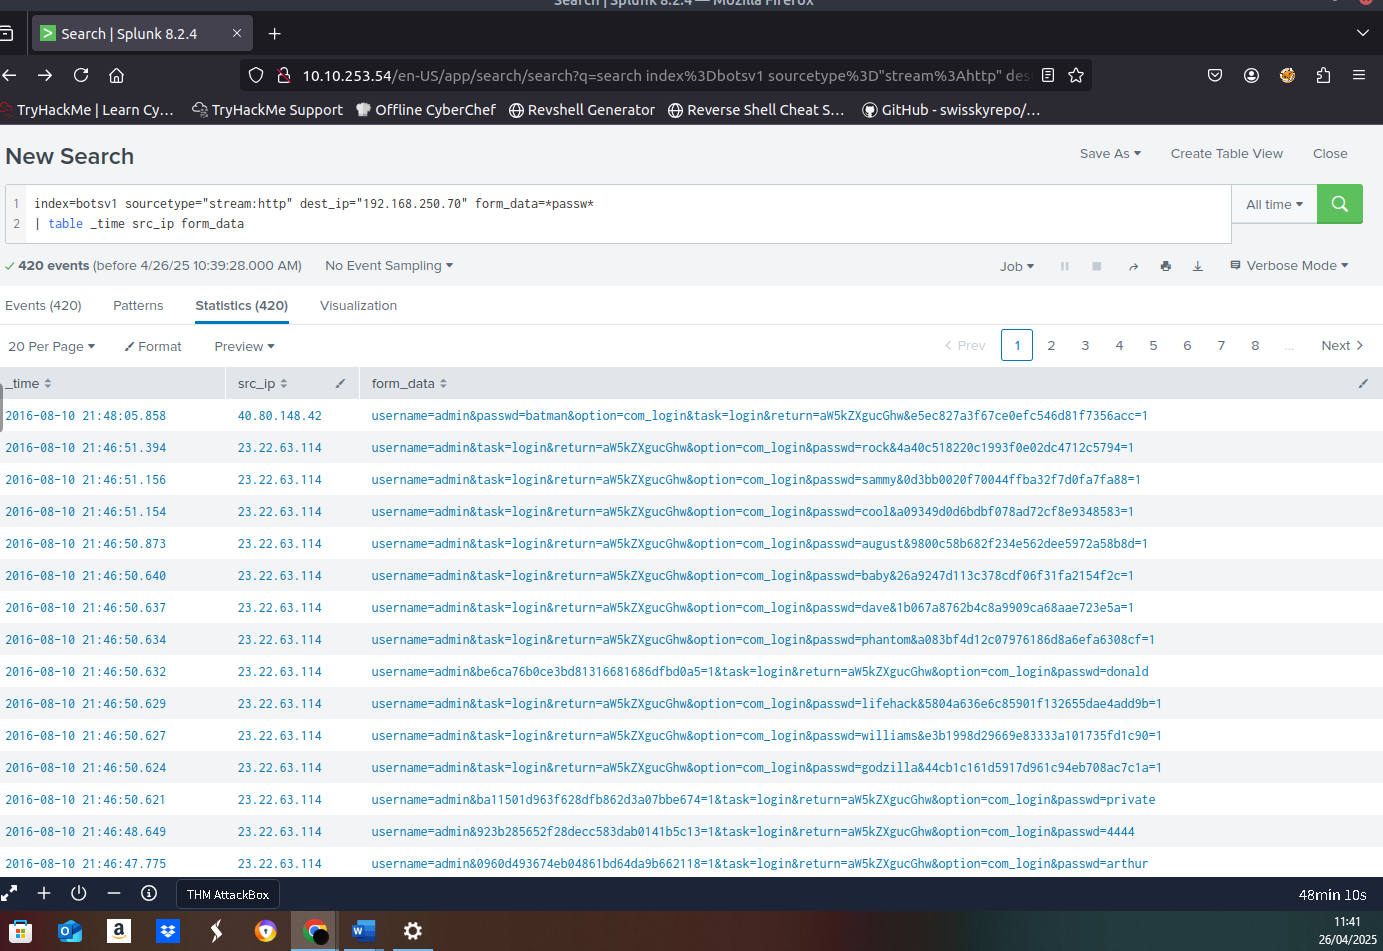 Search | Splunk 8.2.4 — Mozilla Firefox
Search | Splunk 8.2.4
10.10.253.54/en-US/app/search/search?q=search index%3Dbotsv1 sourcetype%3D"stream%3Ahttp" des
TryHackMe | Learn Cy… TryHackMe Support Offline CyberChef Revshell Generator Reverse Shell Cheat S… GitHub - swisskyrepo/…
New Search
Save As Create Table View Close
1 index=botsv1 sourcetype="stream:http" dest_ip="192.168.250.70" form_data=*passw*
2 | table _time src_ip form_data
All time
420 events (before 4/26/25 10:39:28.000 AM) No Event Sampling Job Verbose Mode
Events (420) Patterns Statistics (420) Visualization
20 Per Page Format Preview Prev 1 2 3 4 5 6 7 8 ... Next
_time src_ip form_data
2016-08-10 21:48:05.858 40.80.148.42 username=admin&passwd=batman&option=com_login&task=login&return=aW5kZXgucGhw&e5ec827a3f67ce0efc546d81f7356acc=1
2016-08-10 21:46:51.394 23.22.63.114 username=admin&task=login&return=aW5kZXgucGhw&option=com_login&passwd=rock&4a40c518220c1993f0e02dc4712c5794=1
2016-08-10 21:46:51.156 23.22.63.114 username=admin&task=login&return=aW5kZXgucGhw&option=com_login&passwd=sammy&0d3bb0020f70044ffba32f7d0fa7fa88=1
2016-08-10 21:46:51.154 23.22.63.114 username=admin&task=login&return=aW5kZXgucGhw&option=com_login&passwd=cool&a09349d0d6bdbf078ad72cf8e9348583=1
2016-08-10 21:46:50.873 23.22.63.114 username=admin&task=login&return=aW5kZXgucGhw&option=com_login&passwd=august&9800c58b682f234e562dee5972a58b8d=1
2016-08-10 21:46:50.640 23.22.63.114 username=admin&task=login&return=aW5kZXgucGhw&option=com_login&passwd=baby&26a9247d113c378cdf06f31fa2154f2c=1
2016-08-10 21:46:50.637 23.22.63.114 username=admin&task=login&return=aW5kZXgucGhw&option=com_login&passwd=dave&1b067a8762b4c8a9909ca68aae723e5a=1
2016-08-10 21:46:50.634 23.22.63.114 username=admin&task=login&return=aW5kZXgucGhw&option=com_login&passwd=phantom&a083bf4d12c07976186d8a6efa6308cf=1
2016-08-10 21:46:50.632 23.22.63.114 username=admin&be6ca76b0ce3bd81316681686dfbd0a5=1&task=login&return=aW5kZXgucGhw&option=com_login&passwd=donald
2016-08-10 21:46:50.629 23.22.63.114 username=admin&task=login&return=aW5kZXgucGhw&option=com_login&passwd=lifehack&5804a636e6c85901f132655dae4add9b=1
2016-08-10 21:46:50.627 23.22.63.114 username=admin&task=login&return=aW5kZXgucGhw&option=com_login&passwd=williams&e3b1998d29669e83333a101735fd1c90=1
2016-08-10 21:46:50.624 23.22.63.114 username=admin&task=login&return=aW5kZXgucGhw&option=com_login&passwd=godzilla&44cb1c161d5917d961c94eb708ac7c1a=1
2016-08-10 21:46:50.621 23.22.63.114 username=admin&ba11501d963f628dfb862d3a07bbe674=1&task=login&return=aW5kZXgucGhw&option=com_login&passwd=private
2016-08-10 21:46:48.649 23.22.63.114 username=admin&923b285652f28decc583dab0141b5c13=1&task=login&return=aW5kZXgucGhw&option=com_login&passwd=4444
2016-08-10 21:46:47.775 23.22.63.114 username=admin&0960d493674eb04861bd64da9b662118=1&task=login&return=aW5kZXgucGhw&option=com_login&passwd=arthur
THM AttackBox 48min 10s
11:41
26/04/2025